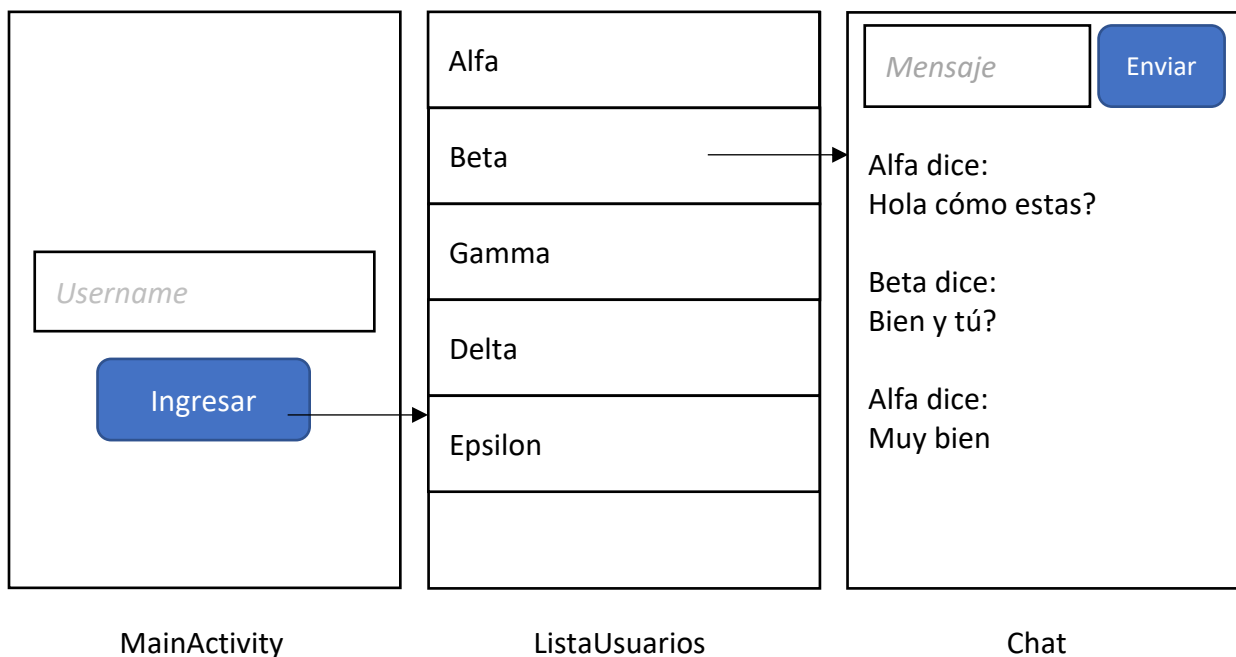 Username
Ingresar
MainActivity
Alfa
Beta
Gamma
Delta
Epsilon
ListaUsuarios
Mensaje
Enviar
Alfa dice:
Hola cómo estas?
Beta dice:
Bien y tú?
Alfa dice:
Muy bien
Chat